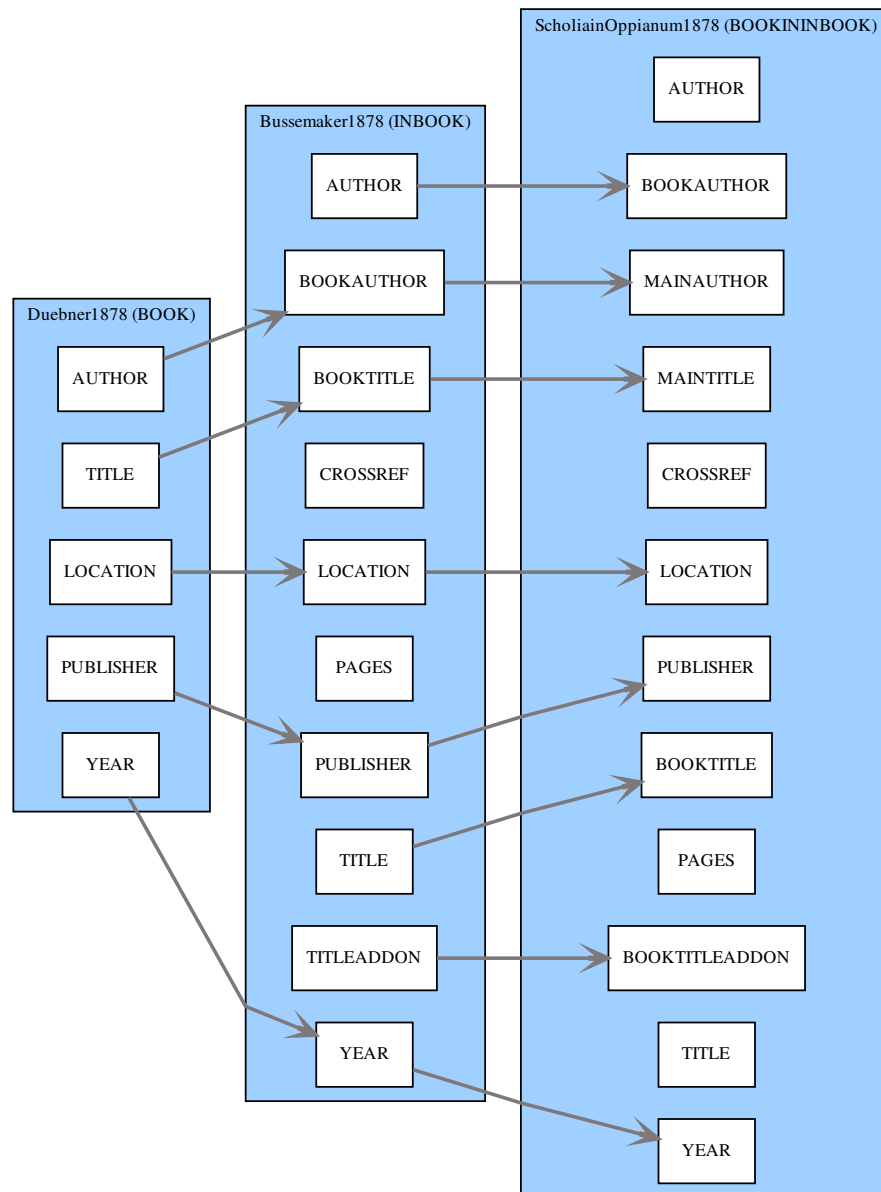 Duebner1878 (BOOK)
AUTHOR
TITLE
LOCATION
PUBLISHER
YEAR
Bussemaker1878 (INBOOK)
AUTHOR
BOOKAUTHOR
BOOKTITLE
CROSSREF
LOCATION
PAGES
PUBLISHER
TITLE
TITLEADDON
YEAR
ScholiainOppianum1878 (BOOKININBOOK)
AUTHOR
BOOKAUTHOR
MAINAUTHOR
MAINTITLE
CROSSREF
LOCATION
PUBLISHER
BOOKTITLE
PAGES
BOOKTITLEADDON
TITLE
YEAR